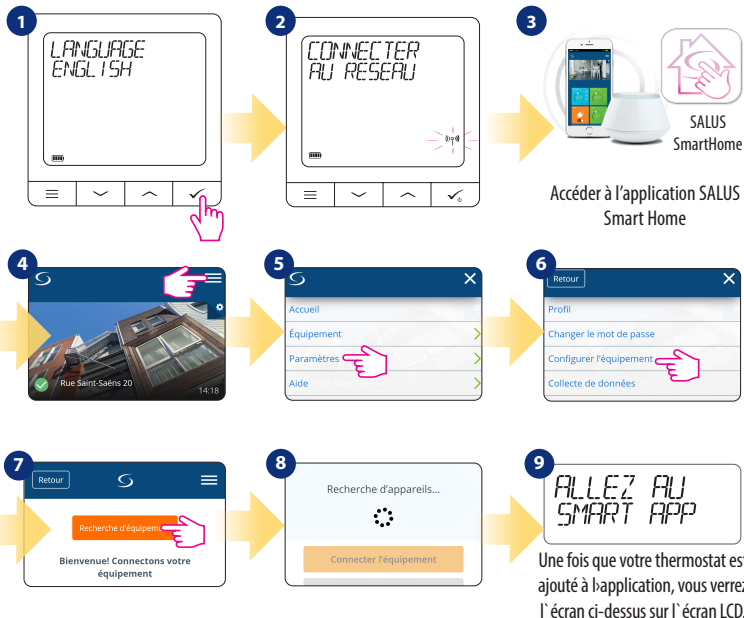 1
LANGUAGE
ENGLISH
2
CONNECTER
AU RESEAU
3
SALUS
SmartHome
Accéder à l'application SALUS
Smart Home
4
Rue Saint-Saëns 20
14:18
5
Accueil
Équipement
Paramètres
Aide
6
Retour
Profil
Changer le mot de passe
Configurer l'équipement
Collecte de données
7
Retour
Recherche d'équipeme
Bienvenue! Connectons votre
équipement
8
Recherche d'appareils...
Connecter l'équipement
9
ALLEZ AU
SMART APP
Une fois que votre thermostat est
ajouté à l›application, vous verrez
l`écran ci-dessus sur l`écran LCD.